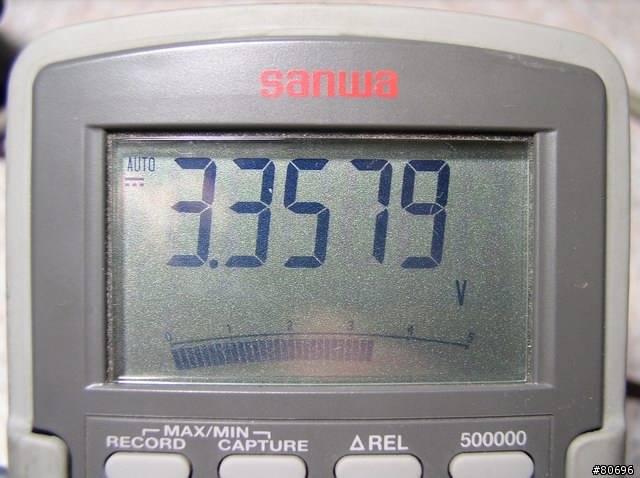 sanwa
AUTO
3.3579
V
0 1 2 3 4 5
MAX/MIN
RECORD CAPTURE ΔREL 500000
#80696